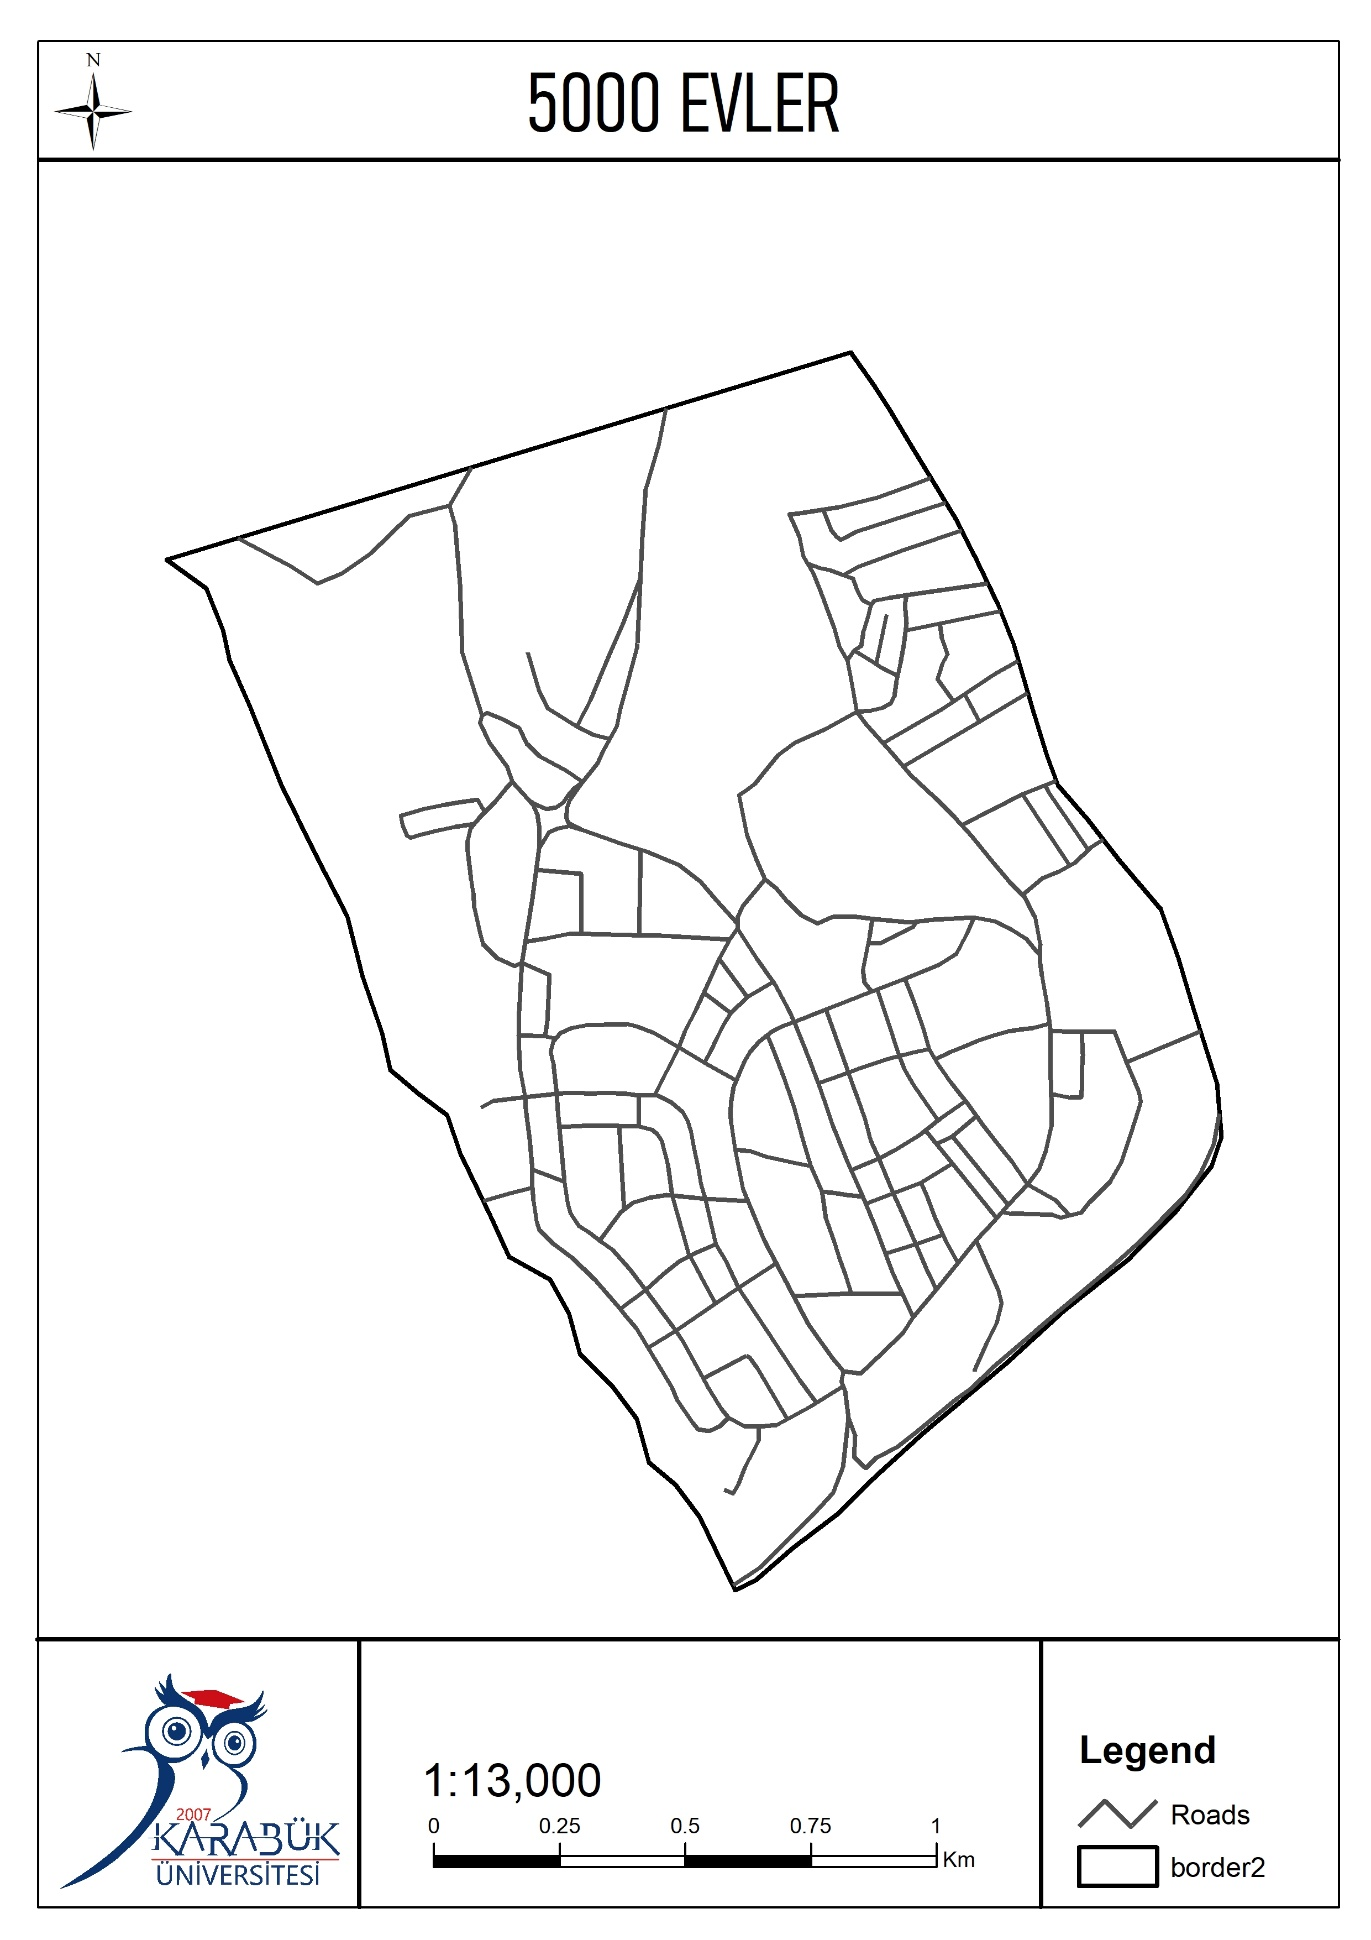 N
5000 EVLER
2007
KARABÜK
ÜNİVERSİTESİ
1:13,000
0 0.25 0.5 0.75 1
Km
Legend
Roads
border2